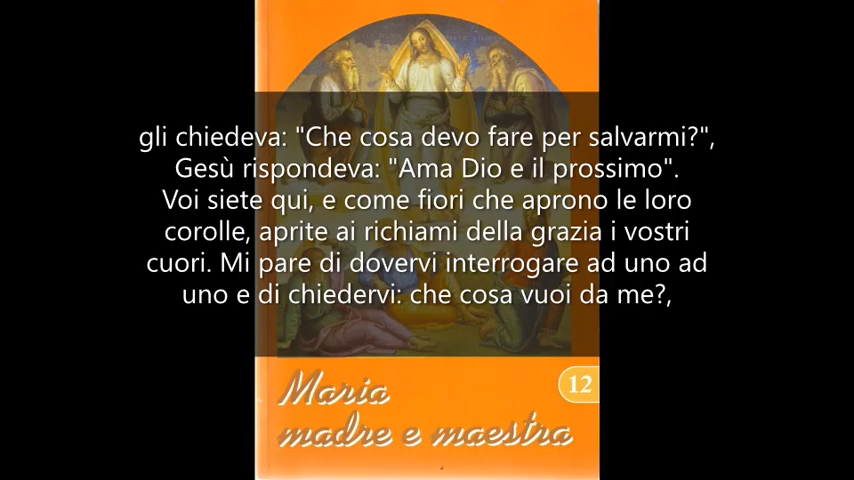 gli chiedeva: "Che cosa devo fare per salvarmi?",
Gesù rispondeva: "Ama Dio e il prossimo".
Voi siete qui, e come fiori che aprono le loro
corolle, aprite ai richiami della grazia i vostri
cuori. Mi pare di dovervi interrogare ad uno ad
uno e di chiedervi: che cosa vuoi da me?,
Maria
12
madre e maestra